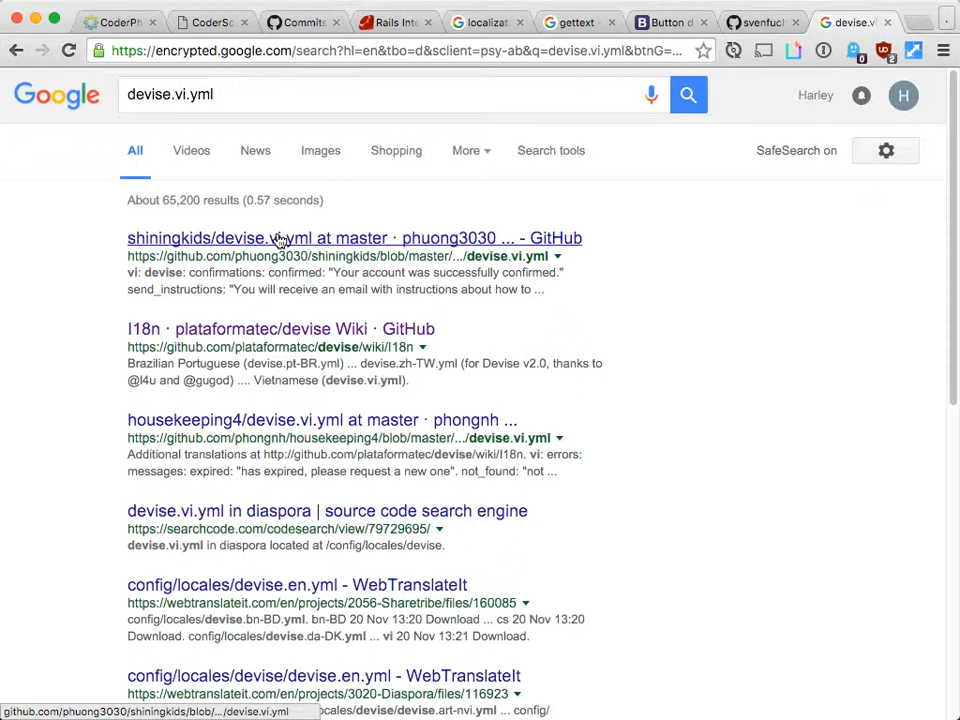 CoderPh
CoderSc
Commits
Rails Inte
localizat
gettext -
Button d
svenfuc
devise.vi
https://encrypted.google.com/search?hl=en&tbo=d&sclient=psy-ab&q=devise.vi.yml&btnG=...
0
2
Google
devise.vi.yml
Harley
H
All
Videos
News
Images
Shopping
More
Search tools
SafeSearch on
About 65,200 results (0.57 seconds)
shiningkids/devise.vi.yml at master · phuong3030 ... - GitHub
https://github.com/phuong3030/shiningkids/blob/master/.../devise.vi.yml
vi: devise: confirmations: confirmed: "Your account was successfully confirmed."
send_instructions: "You will receive an email with instructions about how to ...
I18n · plataformatec/devise Wiki · GitHub
https://github.com/plataformatec/devise/wiki/I18n
Brazilian Portuguese (devise.pt-BR.yml) ... devise.zh-TW.yml (for Devise v2.0, thanks to
@l4u and @gugod) .... Vietnamese (devise.vi.yml).
housekeeping4/devise.vi.yml at master · phongnh ...
https://github.com/phongnh/housekeeping4/blob/master/.../devise.vi.yml
Additional translations at http://github.com/plataformatec/devise/wiki/I18n. vi: errors:
messages: expired: "has expired, please request a new one". not_found: "not ...
devise.vi.yml in diaspora | source code search engine
https://searchcode.com/codesearch/view/79729695/
devise.vi.yml in diaspora located at /config/locales/devise.
config/locales/devise.en.yml - WebTranslateIt
https://webtranslateit.com/en/projects/2056-Sharetribe/files/160085
config/locales/devise.bn-BD.yml. bn-BD 20 Nov 13:20 Download ... cs 20 Nov 13:20
Download. config/locales/devise.da-DK.yml ... vi 20 Nov 13:21 Download.
config/locales/devise/devise.en.yml - WebTranslateIt
https://webtranslateit.com/en/projects/3020-Diaspora/files/116923
locales/devise/devise.art-nvi.yml ... config/
github.com/phuong3030/shiningkids/blob/.../devise.vi.yml